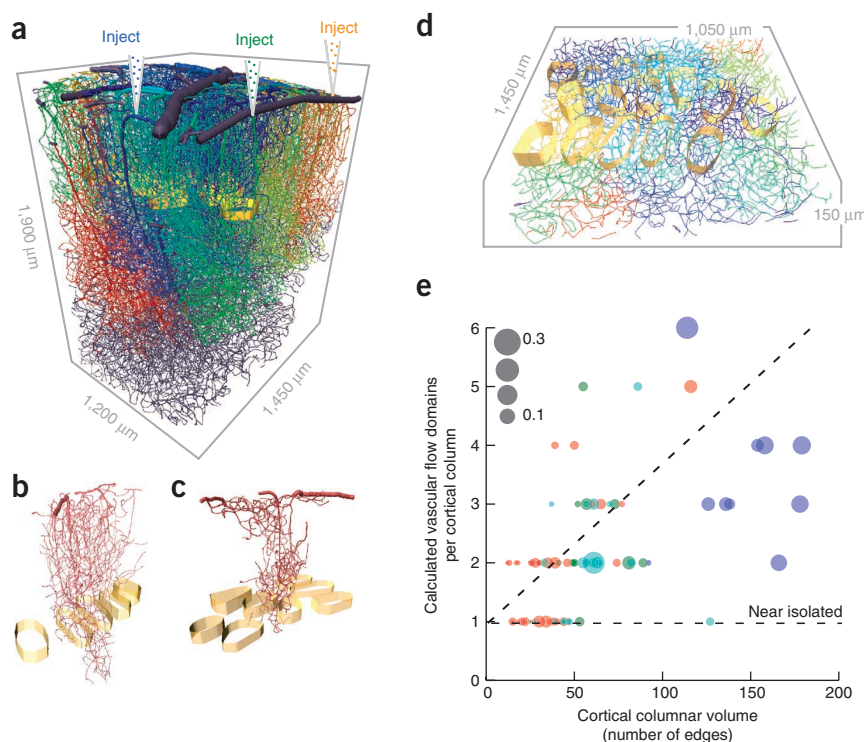 a
Inject
Inject
Inject
1,900 µm
1,200 µm
1,450 µm
b
c
d
1,050 µm
1,450 µm
150 µm
e
6
5
4
3
2
1
0
0.3
0.1
Near isolated
Calculated vascular flow domains
per cortical column
0
50
100
150
200
Cortical columnar volume
(number of edges)